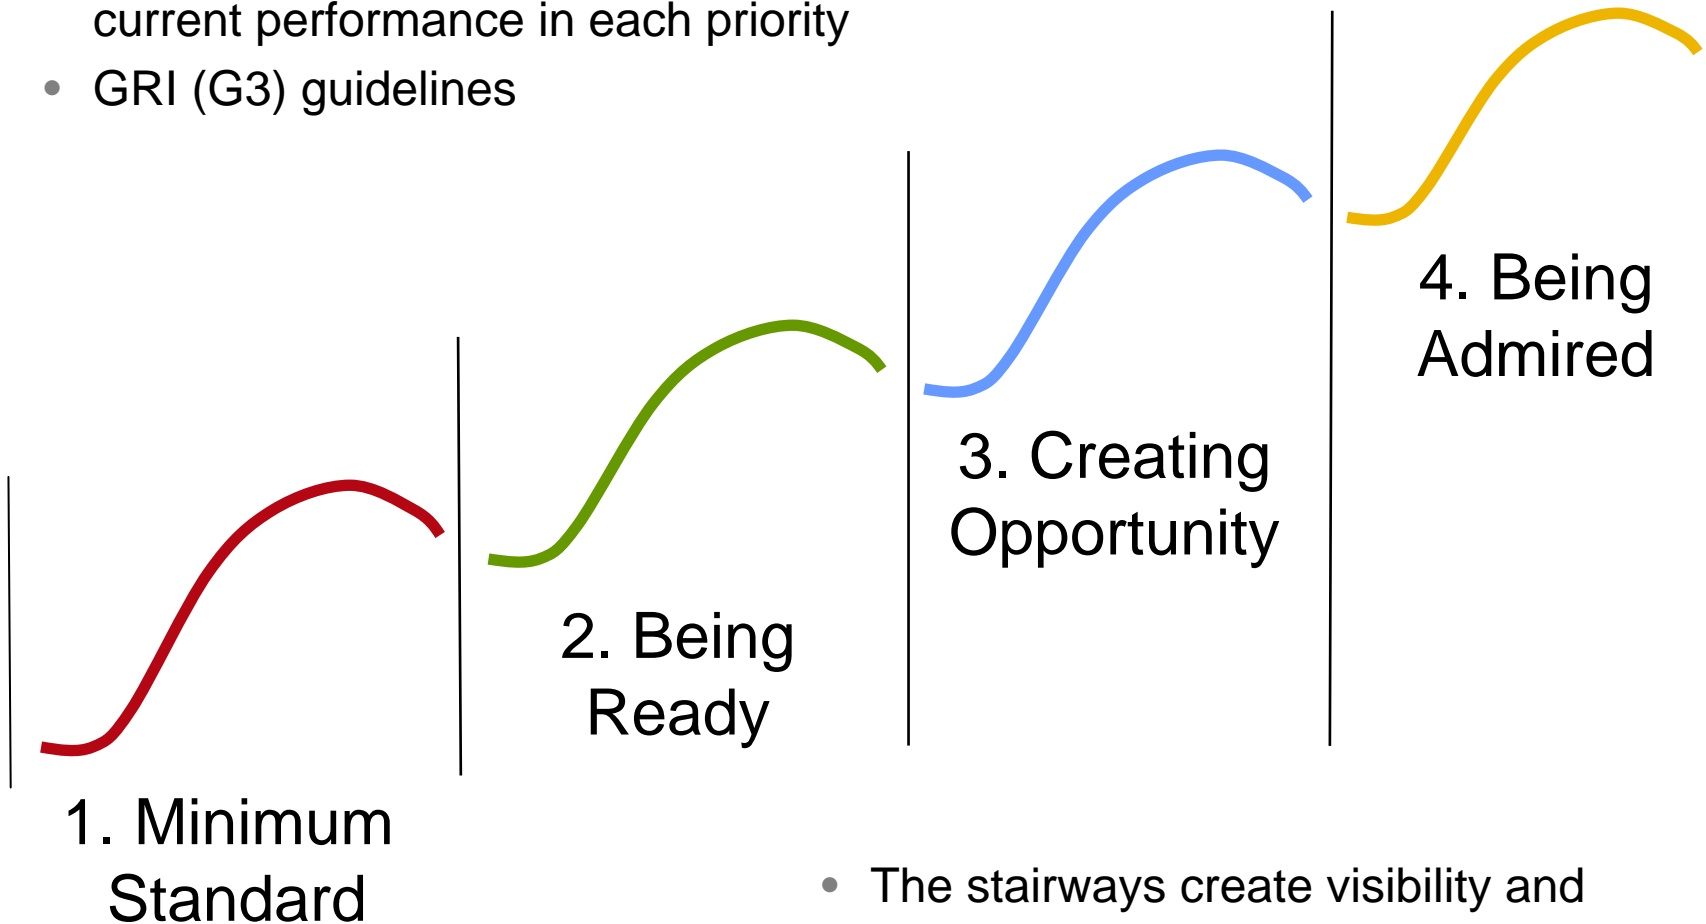 current performance in each priority
• GRI (G3) guidelines
4. Being
Admired
3. Creating
Opportunity
2. Being
Ready
1. Minimum
Standard
• The stairways create visibility and